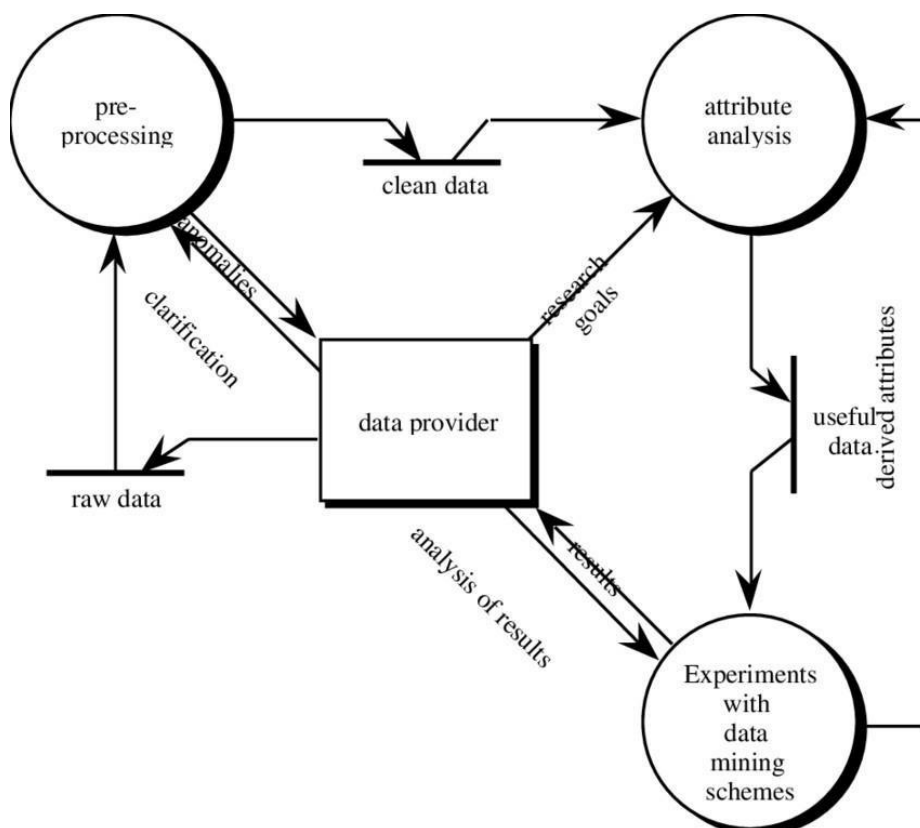 pre-
processing
attribute
analysis
clean data
anomalies
clarification
research
goals
data provider
raw data
useful
data.
derived attributes
analysis of results
results
Experiments
with
data
mining
schemes